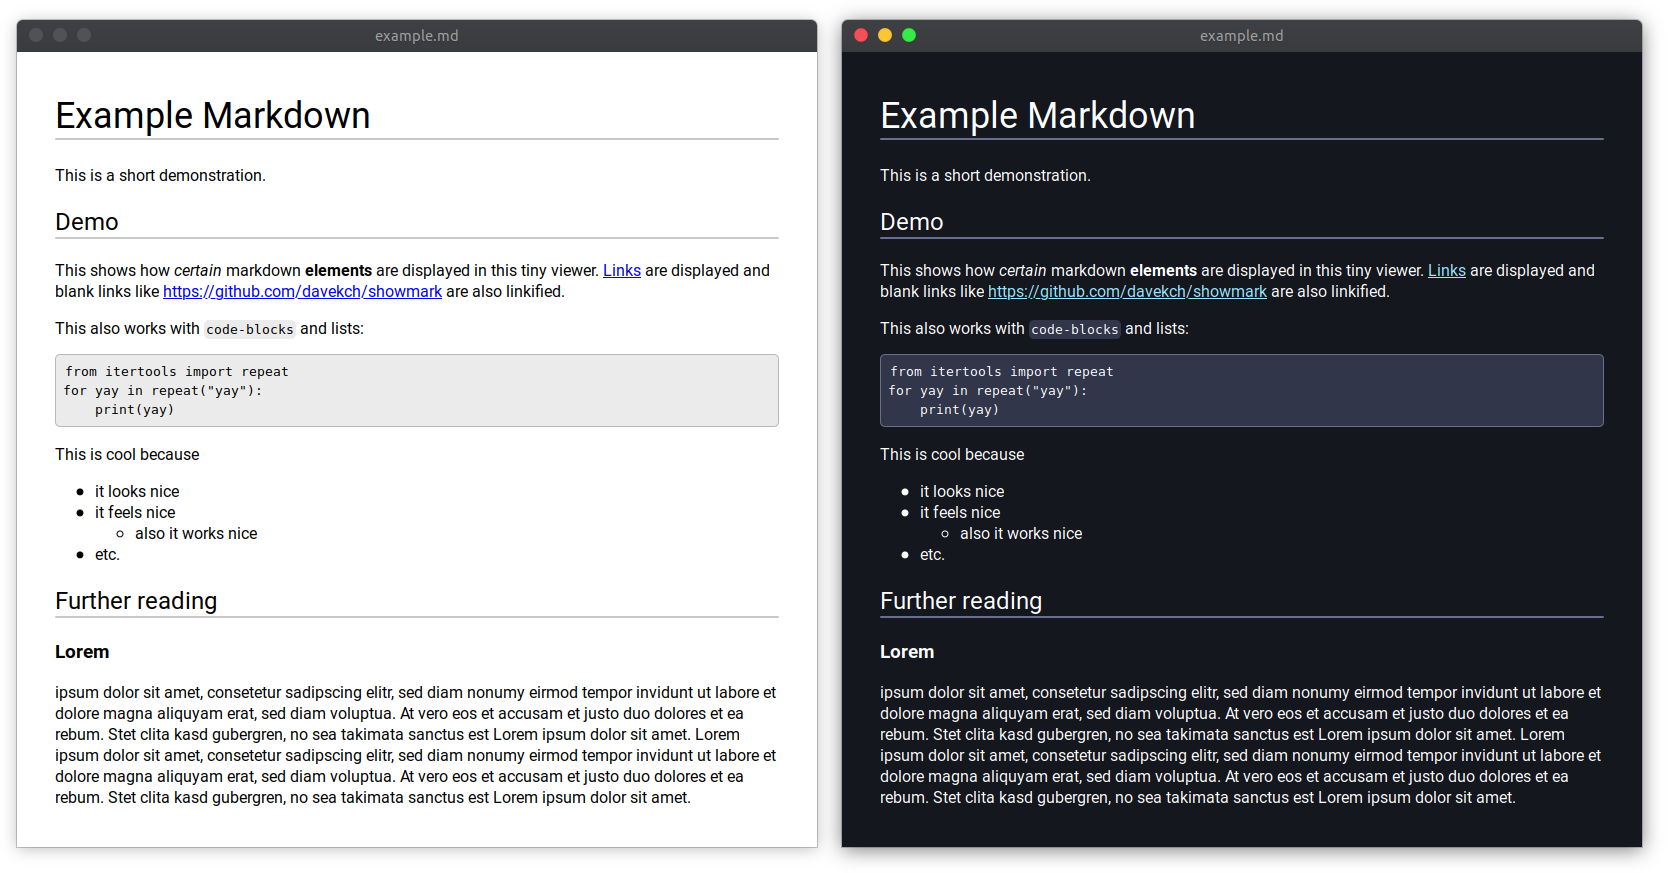 example.md
Example Markdown
This is a short demonstration.
Demo
This shows how certain markdown elements are displayed in this tiny viewer. Links are displayed and
blank links like https://github.com/davekch/showmark are also linkified.
This also works with code-blocks and lists:
from itertools import repeat
for yay in repeat("yay"):
    print(yay)
This is cool because
it looks nice
it feels nice
also it works nice
etc.
Further reading
Lorem
ipsum dolor sit amet, consetetur sadipscing elitr, sed diam nonumy eirmod tempor invidunt ut labore et
dolore magna aliquyam erat, sed diam voluptua. At vero eos et accusam et justo duo dolores et ea
rebum. Stet clita kasd gubergren, no sea takimata sanctus est Lorem ipsum dolor sit amet. Lorem
ipsum dolor sit amet, consetetur sadipscing elitr, sed diam nonumy eirmod tempor invidunt ut labore et
dolore magna aliquyam erat, sed diam voluptua. At vero eos et accusam et justo duo dolores et ea
rebum. Stet clita kasd gubergren, no sea takimata sanctus est Lorem ipsum dolor sit amet.
example.md
Example Markdown
This is a short demonstration.
Demo
This shows how certain markdown elements are displayed in this tiny viewer. Links are displayed and
blank links like https://github.com/davekch/showmark are also linkified.
This also works with code-blocks and lists:
from itertools import repeat
for yay in repeat("yay"):
    print(yay)
This is cool because
it looks nice
it feels nice
also it works nice
etc.
Further reading
Lorem
ipsum dolor sit amet, consetetur sadipscing elitr, sed diam nonumy eirmod tempor invidunt ut labore et
dolore magna aliquyam erat, sed diam voluptua. At vero eos et accusam et justo duo dolores et ea
rebum. Stet clita kasd gubergren, no sea takimata sanctus est Lorem ipsum dolor sit amet. Lorem
ipsum dolor sit amet, consetetur sadipscing elitr, sed diam nonumy eirmod tempor invidunt ut labore et
dolore magna aliquyam erat, sed diam voluptua. At vero eos et accusam et justo duo dolores et ea
rebum. Stet clita kasd gubergren, no sea takimata sanctus est Lorem ipsum dolor sit amet.